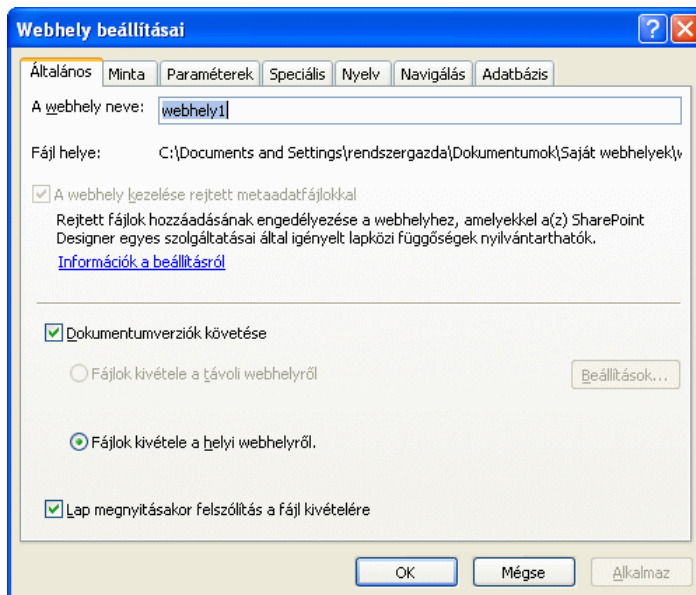 Webhely beállításai
Általános Minta Paraméterek Speciális Nyelv Navigálás Adatbázis
A webhely neve: webhely1
Fájl helye: C:\Documents and Settings\rendszergazda\Dokumentumok\Saját webhelyek\w
A webhely kezelése rejtett metaadatfájlokkal
Rejtett fájlok hozzáadásának engedélyezése a webhelyhez, amelyekkel a(z) SharePoint
Designer egyes szolgáltatásai által igényelt lapközi függőségek nyilvántarthatók.
Információk a beállításról
Dokumentumverziók követése
Fájlok kivétele a távoli webhelyről Beállítások...
Fájlok kivétele a helyi webhelyről.
Lap megnyitásakor felszólítás a fájl kivételére
OK Mégse Alkalmaz